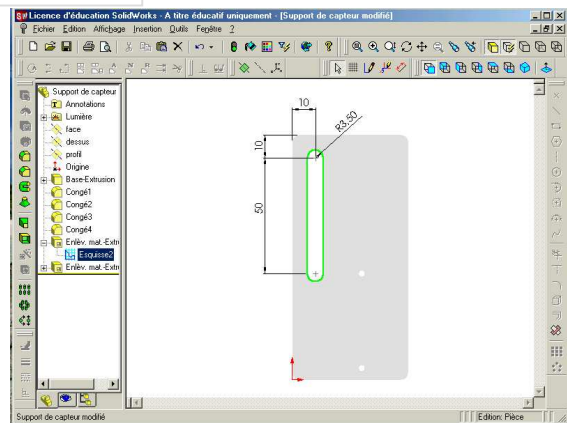 Licence d'éducation SolidWorks - A titre éducatif uniquement - [Support de capteur modifié]
Fichier Edition Affichage Insertion Outils Fenêtre ?
Support de capteur
Annotations
Lumière
face
dessus
profil
Origine
Base-Extrusion
Congé1
Congé2
Congé3
Congé4
Enlèv. mat.-Extru
Esquisse2
Enlèv. mat.-Extru
10
R3.50
10
50
Support de capteur modifié
Edition: Pièce